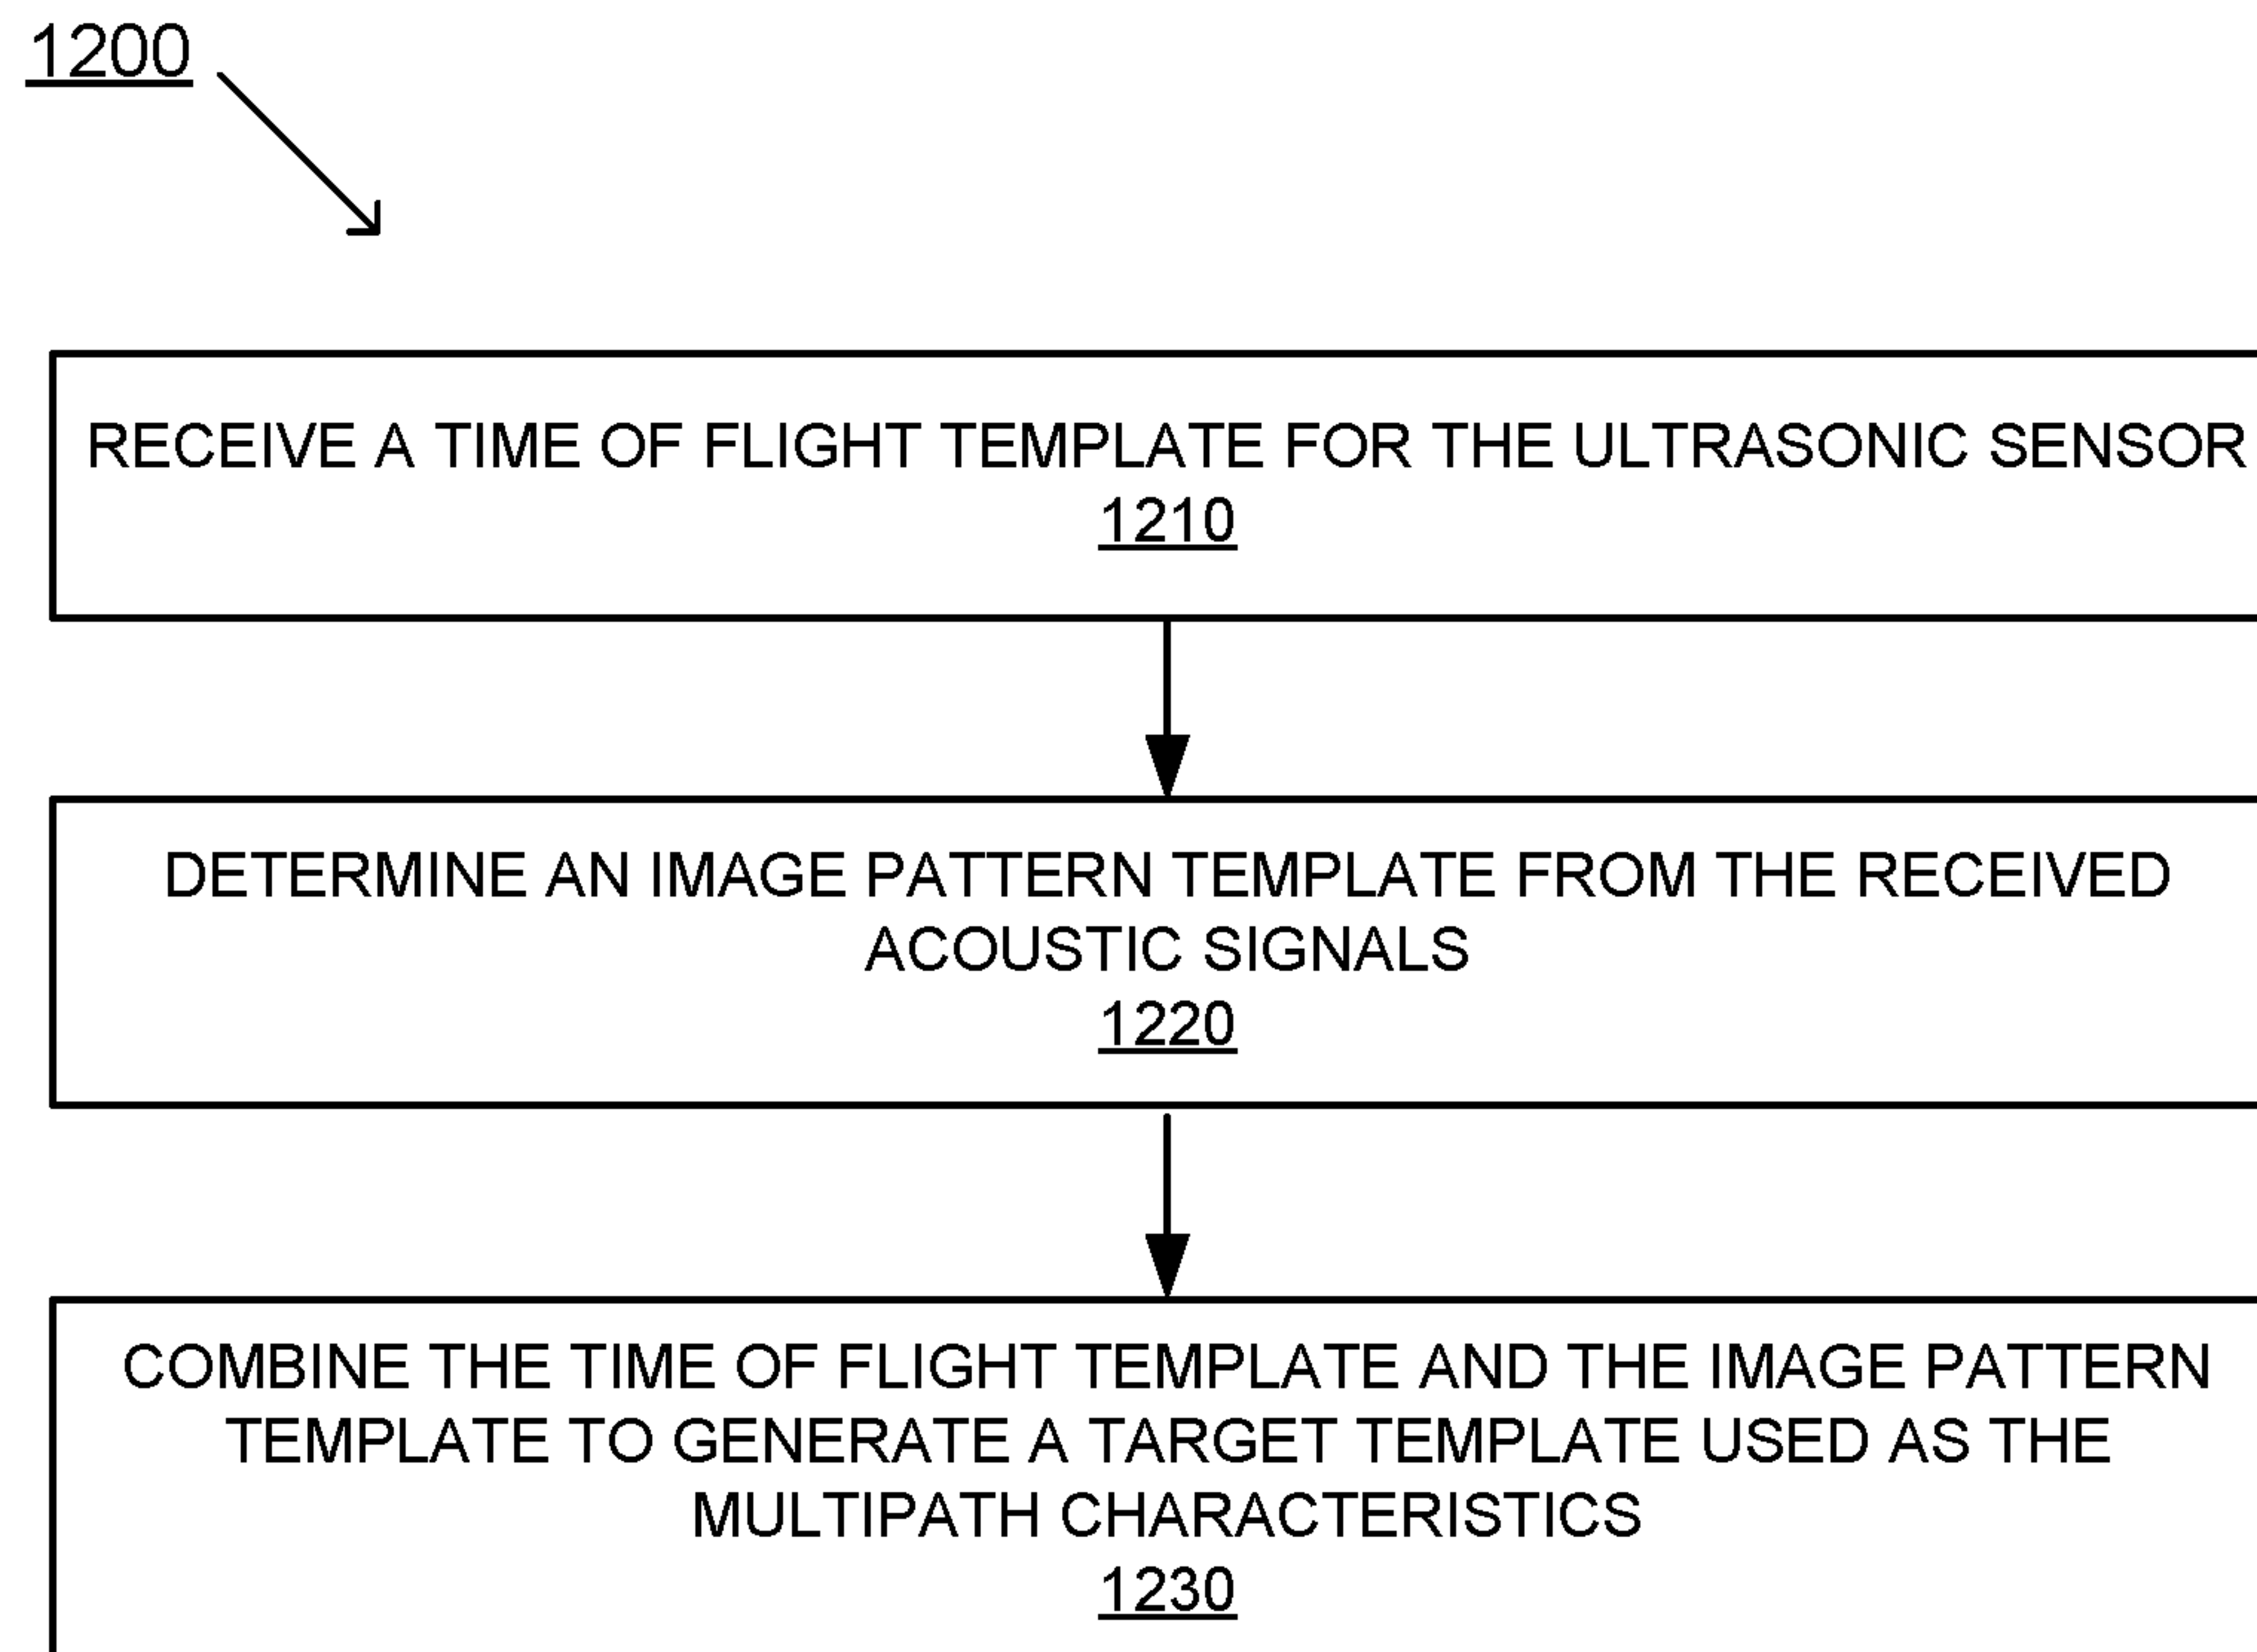 1200
RECEIVE A TIME OF FLIGHT TEMPLATE FOR THE ULTRASONIC SENSOR
1210
DETERMINE AN IMAGE PATTERN TEMPLATE FROM THE RECEIVED
ACOUSTIC SIGNALS
1220
COMBINE THE TIME OF FLIGHT TEMPLATE AND THE IMAGE PATTERN
TEMPLATE TO GENERATE A TARGET TEMPLATE USED AS THE
MULTIPATH CHARACTERISTICS
1230